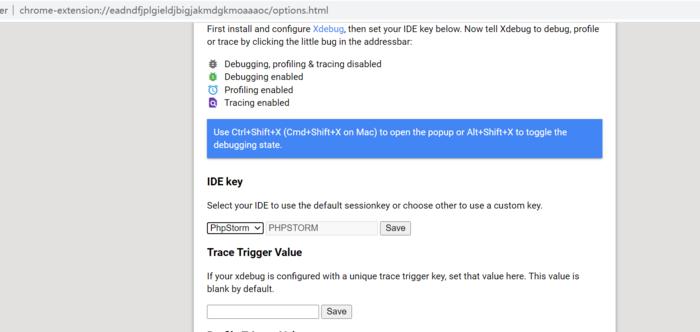 er | chrome-extension://eadndfjplgieldjbigjakmdgkmoaaaoc/options.html
First install and configure Xdebug, then set your IDE key below. Now tell Xdebug to debug, profile
or trace by clicking the little bug in the addressbar:
Debugging, profiling & tracing disabled
Debugging enabled
Profiling enabled
Tracing enabled
Use Ctrl+Shift+X (Cmd+Shift+X on Mac) to open the popup or Alt+Shift+X to toggle the
debugging state.
IDE key
Select your IDE to use the default sessionkey or choose other to use a custom key.
PhpStorm PHPSTORM Save
Trace Trigger Value
If your xdebug is configured with a unique trace trigger key, set that value here. This value is
blank by default.
Save